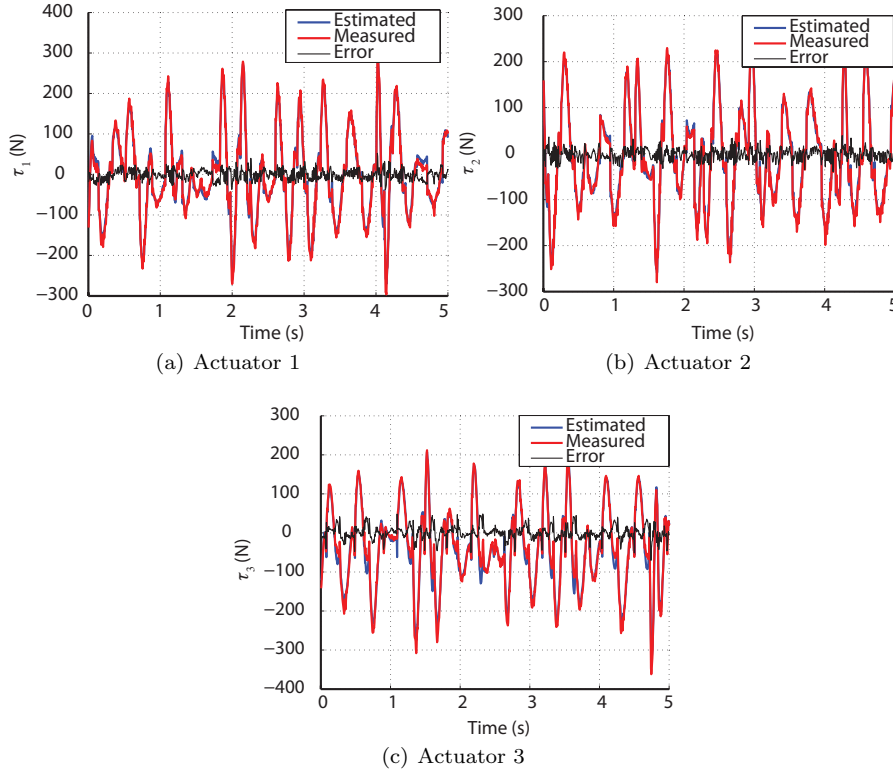 400
300
200
100
0
−100
−200
−300
τ1 (N)
Estimated
Measured
Error
0 1 2 3 4 5
Time (s)
(a) Actuator 1
300
200
100
0
−100
−200
−300
τ2 (N)
Estimated
Measured
Error
0 1 2 3 4 5
Time (s)
(b) Actuator 2
300
200
100
0
−100
−200
−300
−400
τ3 (N)
Estimated
Measured
Error
0 1 2 3 4 5
Time (s)
(c) Actuator 3